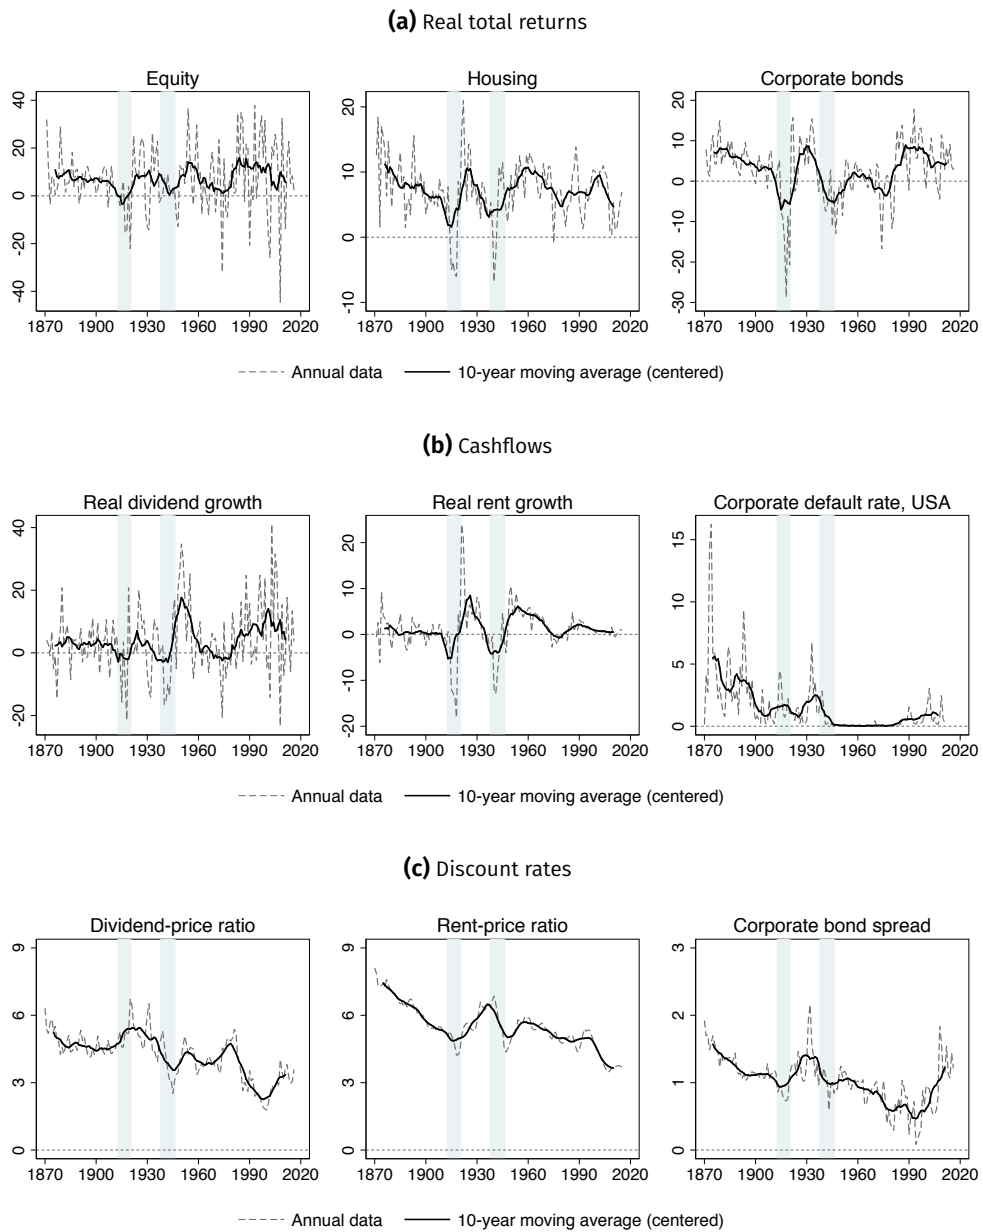 (a) Real total returns
Equity
Housing
Corporate bonds
40
20
0
-20
-40
20
10
0
-10
20
10
0
-10
-20
-30
1870 1900 1930 1960 1990 2020
1870 1900 1930 1960 1990 2020
1870 1900 1930 1960 1990 2020
Annual data 10-year moving average (centered)
(b) Cashflows
Real dividend growth
Real rent growth
Corporate default rate, USA
40
20
0
-20
20
10
0
-10
-20
15
10
5
0
1870 1900 1930 1960 1990 2020
1870 1900 1930 1960 1990 2020
1870 1900 1930 1960 1990 2020
Annual data 10-year moving average (centered)
(c) Discount rates
Dividend-price ratio
Rent-price ratio
Corporate bond spread
9
6
3
0
9
6
3
0
3
2
1
0
1870 1900 1930 1960 1990 2020
1870 1900 1930 1960 1990 2020
1870 1900 1930 1960 1990 2020
Annual data 10-year moving average (centered)